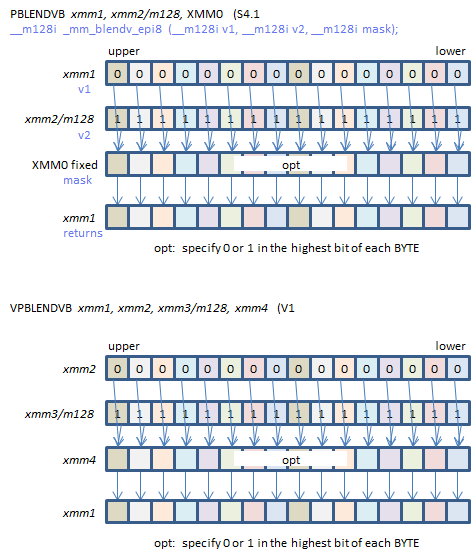 PBLENDVB xmm1, xmm2/m128, XMM0 (S4.1
__m128i _mm_blendv_epi8 (__m128i v1, __m128i v2, __m128i mask);
upper lower
xmm1 0 0 0 0 0 0 0 0 0 0 0 0 0 0 0 0
v1
xmm2/m128 1 1 1 1 1 1 1 1 1 1 1 1 1 1 1 1
v2
XMM0 fixed opt
mask
xmm1
returns
opt: specify 0 or 1 in the highest bit of each BYTE
VPBLENDVB xmm1, xmm2, xmm3/m128, xmm4 (V1
upper lower
xmm2 0 0 0 0 0 0 0 0 0 0 0 0 0 0 0 0
xmm3/m128 1 1 1 1 1 1 1 1 1 1 1 1 1 1 1 1
xmm4 opt
xmm1
opt: specify 0 or 1 in the highest bit of each BYTE